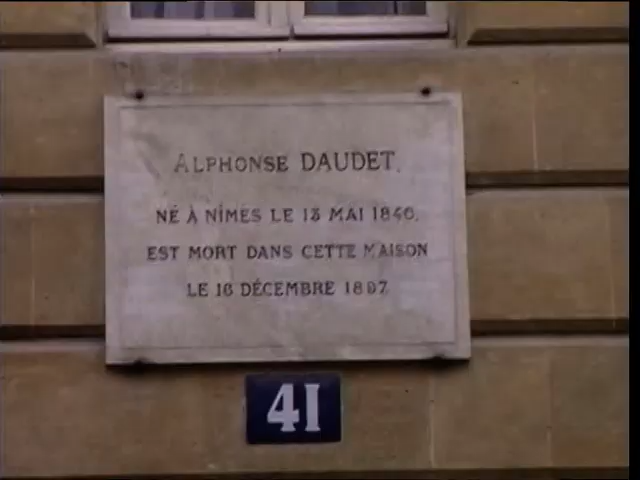 ALPHONSE DAUDET,
NÉ À NÎMES LE 13 MAI 1840,
EST MORT DANS CETTE MAISON
LE 16 DÉCEMBRE 1897
41